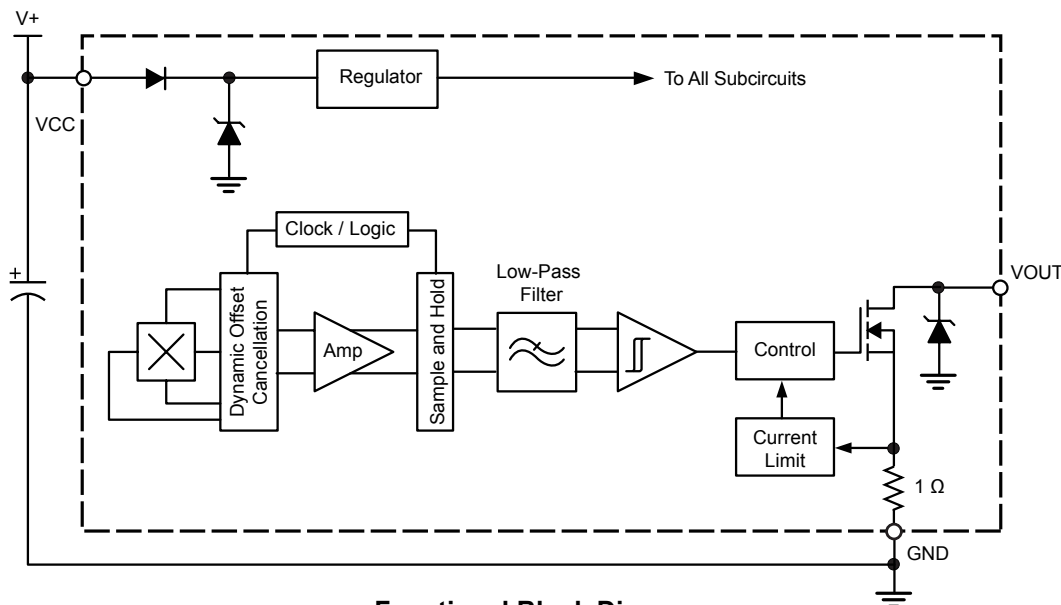 V+
VCC
Regulator
To All Subcircuits
Clock / Logic
+
Dynamic Offset
Cancellation
Amp
Sample and Hold
Low-Pass
Filter
Control
Current
Limit
VOUT
1 Ω
GND